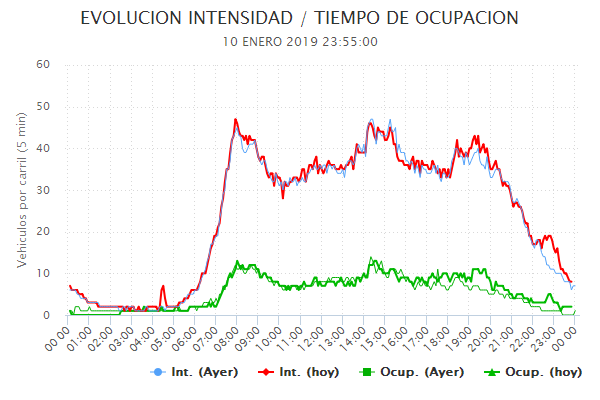 EVOLUCION INTENSIDAD / TIEMPO DE OCUPACION
10 ENERO 2019 23:55:00
Vehículos por carril (5 min)
60
50
40
30
20
10
0
00:00 01:00 02:00 03:00 04:00 05:00 06:00 07:00 08:00 09:00 10:00 11:00 12:00 13:00 14:00 15:00 16:00 17:00 18:00 19:00 20:00 21:00 22:00 23:00 00:00
Int. (Ayer) Int. (hoy) Ocup. (Ayer) Ocup. (hoy)